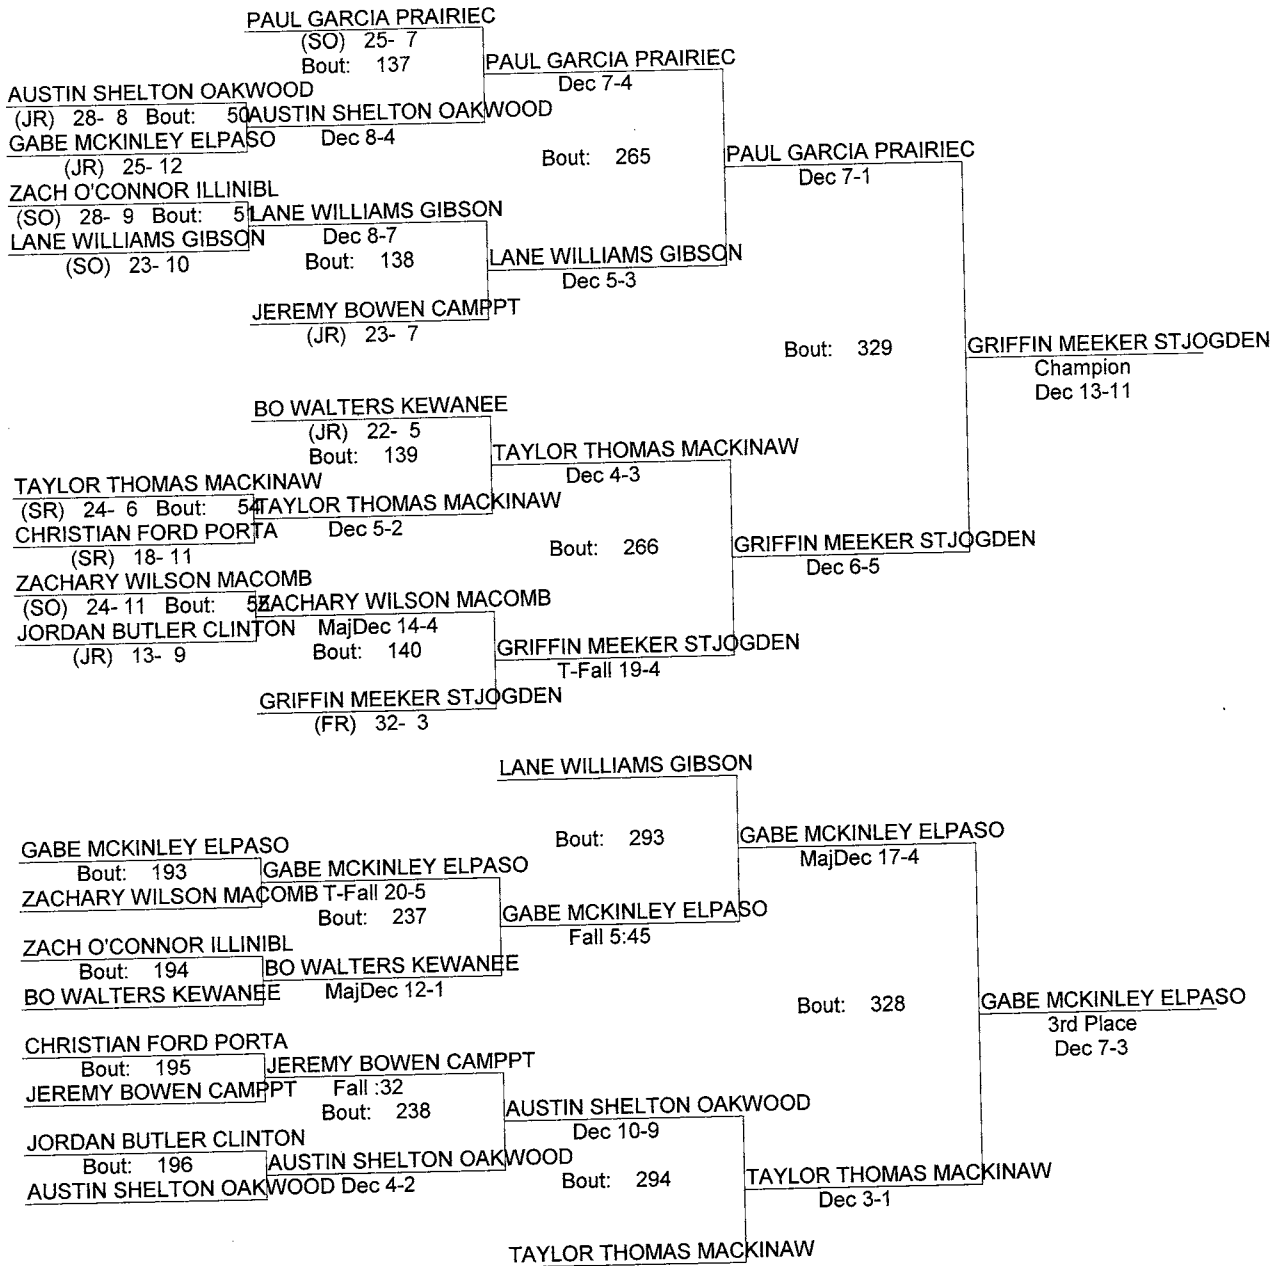 PAUL GARCIA PRAIRIEC
(SO) 25- 7
Bout: 137
PAUL GARCIA PRAIRIEC
Dec 7-4
AUSTIN SHELTON OAKWOOD
(JR) 28- 8 Bout: 50
AUSTIN SHELTON OAKWOOD
Dec 8-4
GABE MCKINLEY ELPASO
(JR) 25- 12
Bout: 265
PAUL GARCIA PRAIRIEC
Dec 7-1
ZACH O'CONNOR ILLINIBL
(SO) 28- 9 Bout: 51
LANE WILLIAMS GIBSON
Dec 8-7
LANE WILLIAMS GIBSON
(SO) 23- 10
Bout: 138
LANE WILLIAMS GIBSON
Dec 5-3
JEREMY BOWEN CAMPPT
(JR) 23- 7
Bout: 329
GRIFFIN MEEKER STJOGDEN
Champion
Dec 13-11
BO WALTERS KEWANEE
(JR) 22- 5
Bout: 139
TAYLOR THOMAS MACKINAW
Dec 4-3
TAYLOR THOMAS MACKINAW
(SR) 24- 6 Bout: 54
TAYLOR THOMAS MACKINAW
Dec 5-2
CHRISTIAN FORD PORTA
(SR) 18- 11
Bout: 266
GRIFFIN MEEKER STJOGDEN
Dec 6-5
ZACHARY WILSON MACOMB
(SO) 24- 11 Bout: 55
ZACHARY WILSON MACOMB
MajDec 14-4
JORDAN BUTLER CLINTON
(JR) 13- 9
Bout: 140
GRIFFIN MEEKER STJOGDEN
T-Fall 19-4
GRIFFIN MEEKER STJOGDEN
(FR) 32- 3
LANE WILLIAMS GIBSON
Bout: 293
GABE MCKINLEY ELPASO
MajDec 17-4
GABE MCKINLEY ELPASO
Bout: 193
GABE MCKINLEY ELPASO
ZACHARY WILSON MACOMB T-Fall 20-5
Bout: 237
GABE MCKINLEY ELPASO
Fall 5:45
ZACH O'CONNOR ILLINIBL
Bout: 194
BO WALTERS KEWANEE
BO WALTERS KEWANEE MajDec 12-1
Bout: 328
GABE MCKINLEY ELPASO
3rd Place
Dec 7-3
CHRISTIAN FORD PORTA
Bout: 195
JEREMY BOWEN CAMPPT
JEREMY BOWEN CAMPPT Fall :32
Bout: 238
AUSTIN SHELTON OAKWOOD
Dec 10-9
JORDAN BUTLER CLINTON
Bout: 196
AUSTIN SHELTON OAKWOOD
AUSTIN SHELTON OAKWOOD Dec 4-2
Bout: 294
TAYLOR THOMAS MACKINAW
Dec 3-1
TAYLOR THOMAS MACKINAW